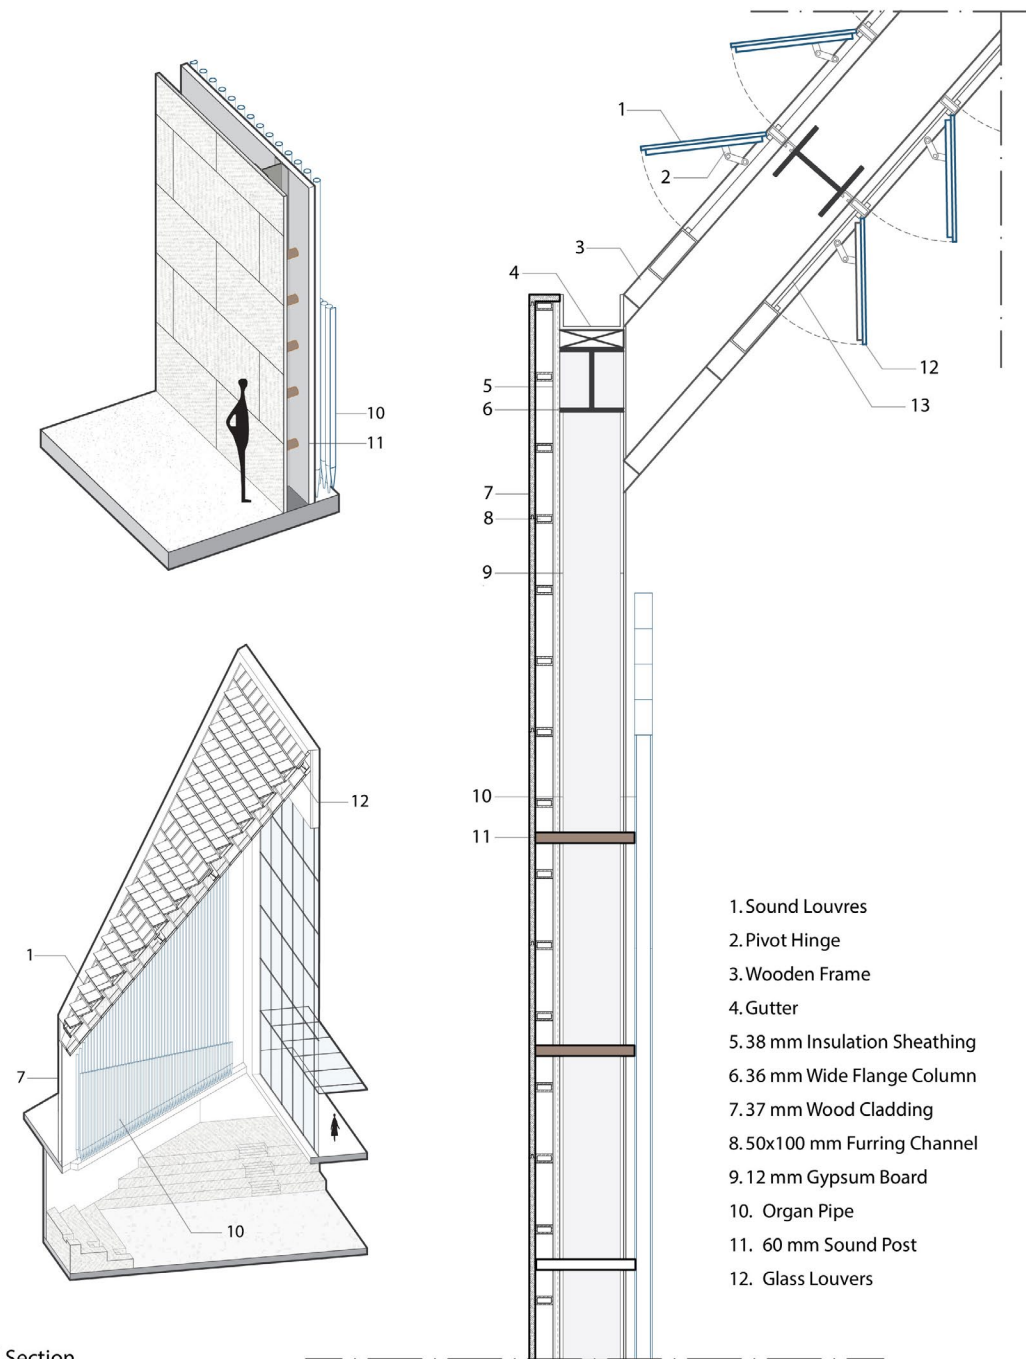 1
2
3
4
12
13
5
6
10
11
7
8
9
12
10
11
1
7
10
1. Sound Louvres
2. Pivot Hinge
3. Wooden Frame
4. Gutter
5. 38 mm Insulation Sheathing
6. 36 mm Wide Flange Column
7. 37 mm Wood Cladding
8. 50x100 mm Furring Channel
9. 12 mm Gypsum Board
10. Organ Pipe
11. 60 mm Sound Post
12. Glass Louvers
Section